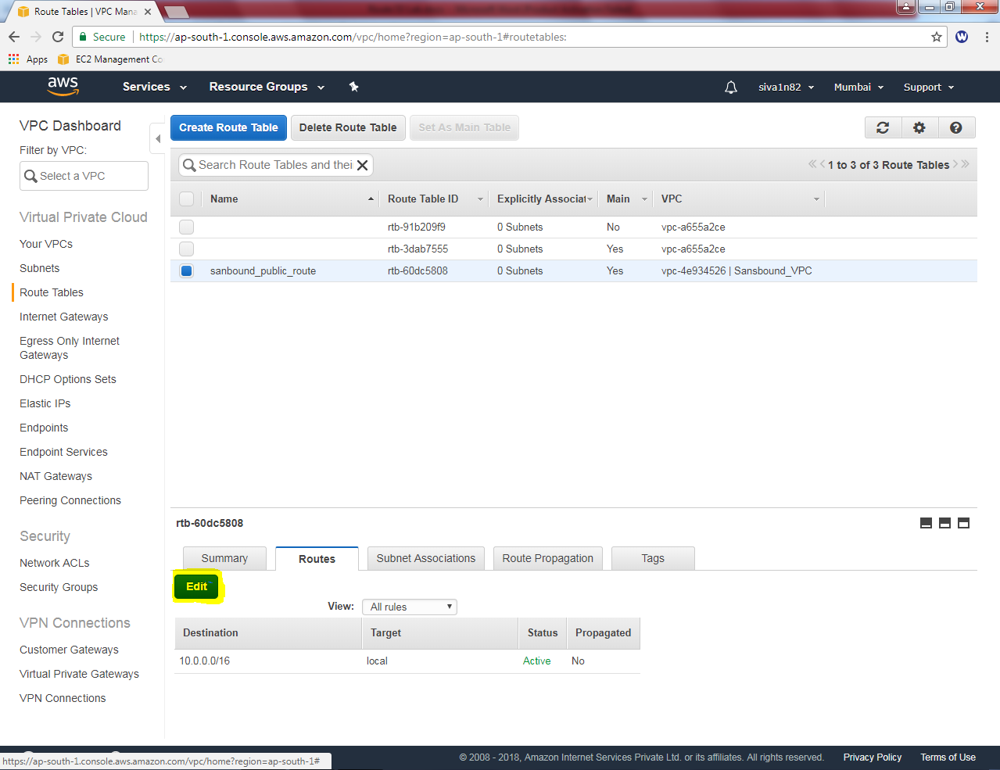 Route Tables | VPC Mana
Secure https://ap-south-1.console.aws.amazon.com/vpc/home?region=ap-south-1#routetables:
W
Apps EC2 Management Co
aws Services Resource Groups siva1n82 Mumbai Support
VPC Dashboard
Filter by VPC:
Select a VPC
Virtual Private Cloud
Your VPCs
Subnets
Route Tables
Internet Gateways
Egress Only Internet
Gateways
DHCP Options Sets
Elastic IPs
Endpoints
Endpoint Services
NAT Gateways
Peering Connections
Security
Network ACLs
Security Groups
VPN Connections
Customer Gateways
Virtual Private Gateways
VPN Connections
Create Route Table Delete Route Table Set As Main Table
Search Route Tables and thei 1 to 3 of 3 Route Tables
Name Route Table ID Explicitly Associat Main VPC
rtb-91b209f9 0 Subnets No vpc-a655a2ce
rtb-3dab7555 0 Subnets Yes vpc-a655a2ce
sanbound_public_route rtb-60dc5808 0 Subnets Yes vpc-4e934526 | Sansbound_VPC
rtb-60dc5808
Summary Routes Subnet Associations Route Propagation Tags
Edit
View: All rules
Destination Target Status Propagated
10.0.0.0/16 local Active No
https://ap-south-1.console.aws.amazon.com/vpc/home?region=ap-south-1#
© 2008 - 2018, Amazon Internet Services Private Ltd. or its affiliates. All rights reserved. Privacy Policy Terms of Use